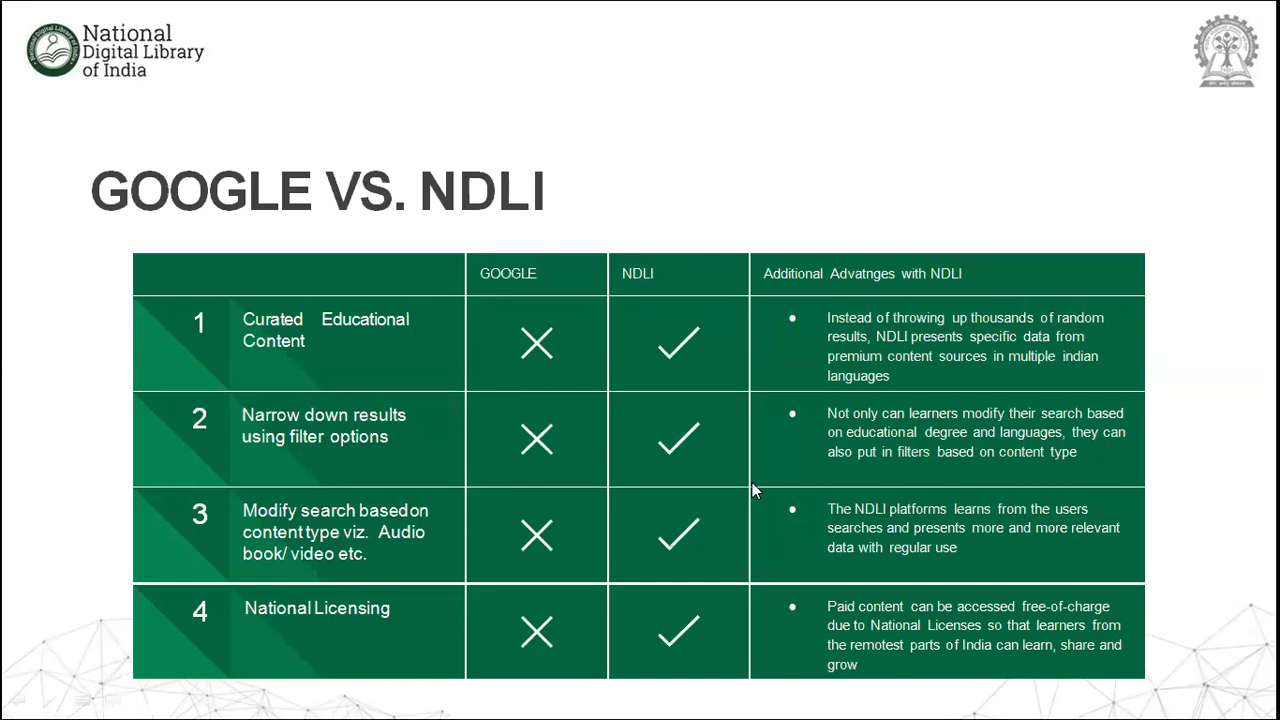 National
Digital Library
of India
GOOGLE VS. NDLI
GOOGLE
NDLI
Additional Advatnges with NDLI
1
Curated Educational
Content
Instead of throwing up thousands of random
results, NDLI presents specific data from
premium content sources in multiple indian
languages
2
Narrow down results
using filter options
Not only can learners modify their search based
on educational degree and languages, they can
also put in filters based on content type
3
Modify search based on
content type viz. Audio
book/ video etc.
The NDLI platforms learns from the users
searches and presents more and more relevant
data with regular use
4
National Licensing
Paid content can be accessed free-of-charge
due to National Licenses so that learners from
the remotest parts of India can learn, share and
grow